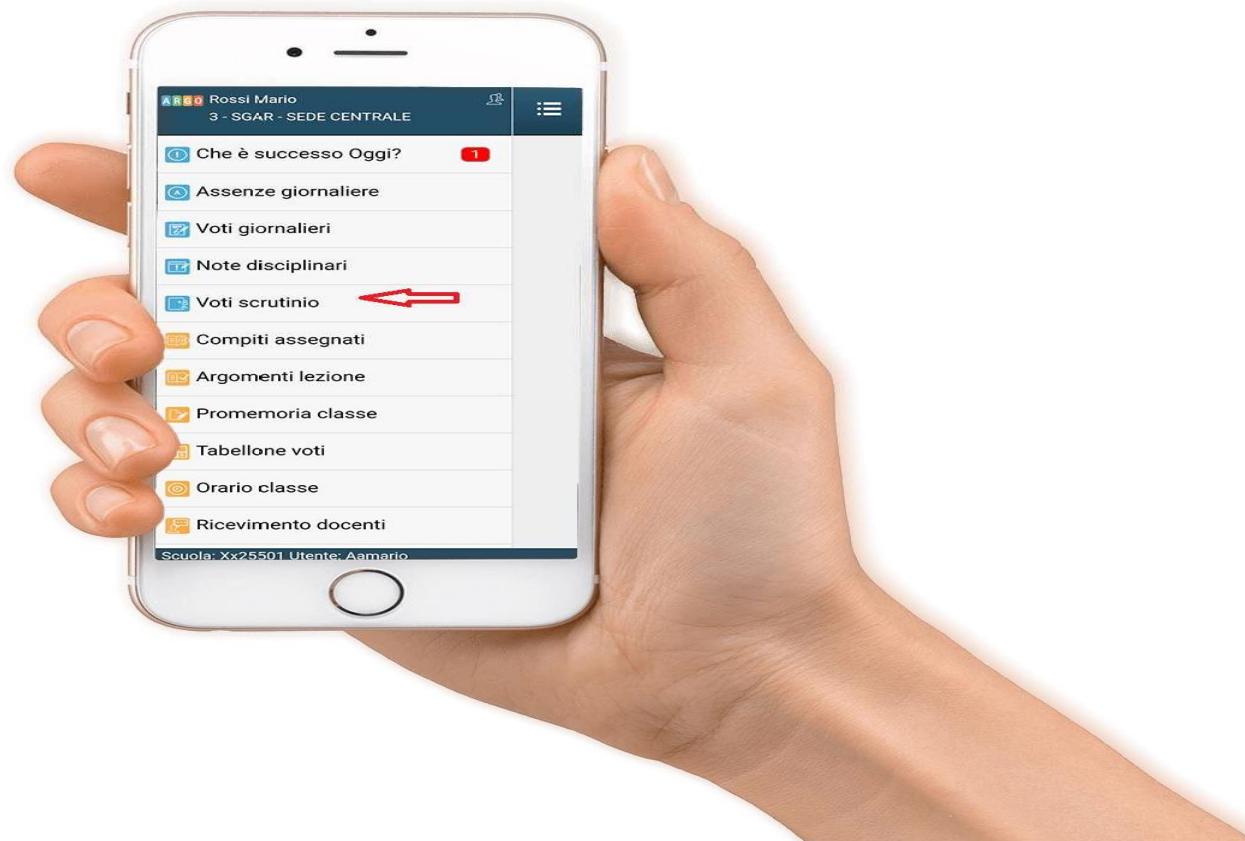 ARGO Rossi Mario
3 - SGAR - SEDE CENTRALE
Che è successo Oggi? 1
Assenze giornaliere
Voti giornalieri
Note disciplinari
Voti scrutinio
Compiti assegnati
Argomenti lezione
Promemoria classe
Tabellone voti
Orario classe
Ricevimento docenti
Scuola: Xx25501 Utente: Aamario